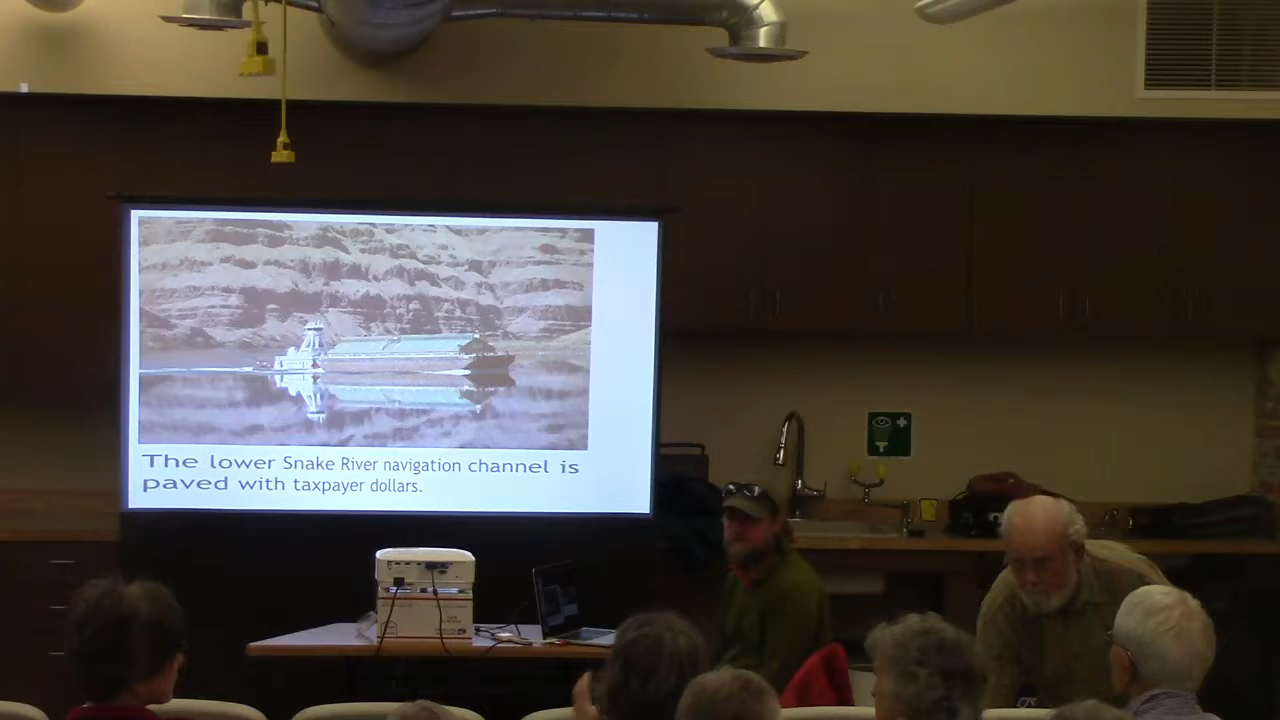 The lower Snake River navigation channel is
paved with taxpayer dollars.